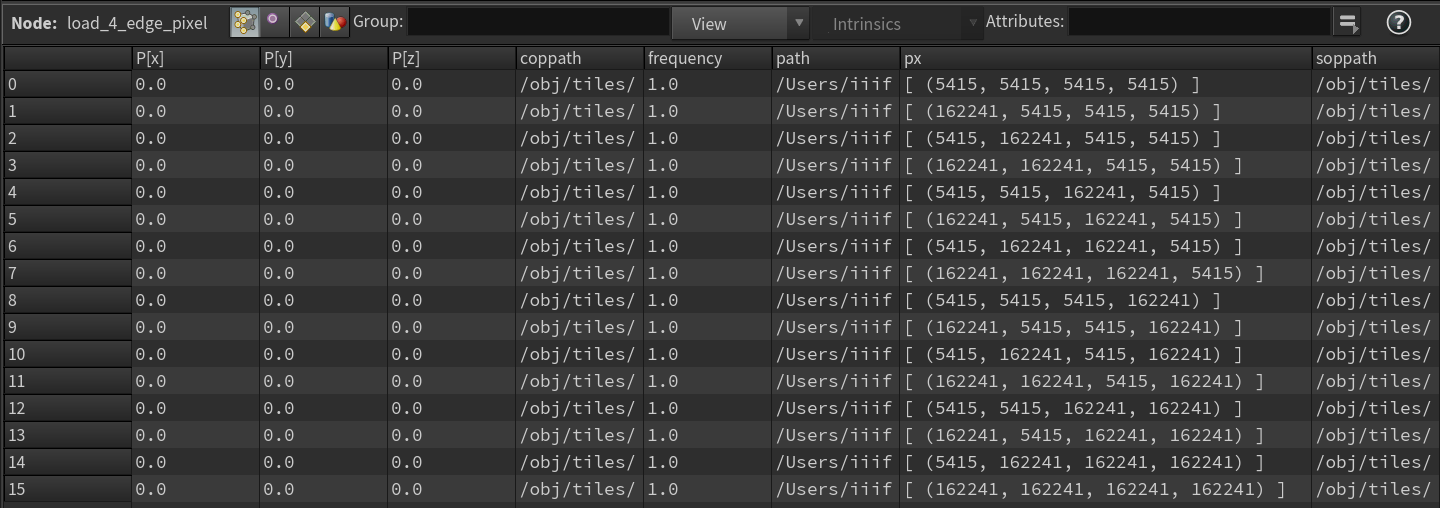 Node: load_4_edge_pixel Group: View Intrinsics Attributes: ?
P[x] P[y] P[z] coppath frequency path px soppath
0 0.0 0.0 0.0 /obj/tiles/ 1.0 /Users/iiif [ (5415, 5415, 5415, 5415) ] /obj/tiles/
1 0.0 0.0 0.0 /obj/tiles/ 1.0 /Users/iiif [ (162241, 5415, 5415, 5415) ] /obj/tiles/
2 0.0 0.0 0.0 /obj/tiles/ 1.0 /Users/iiif [ (5415, 162241, 5415, 5415) ] /obj/tiles/
3 0.0 0.0 0.0 /obj/tiles/ 1.0 /Users/iiif [ (162241, 162241, 5415, 5415) ] /obj/tiles/
4 0.0 0.0 0.0 /obj/tiles/ 1.0 /Users/iiif [ (5415, 5415, 162241, 5415) ] /obj/tiles/
5 0.0 0.0 0.0 /obj/tiles/ 1.0 /Users/iiif [ (162241, 5415, 162241, 5415) ] /obj/tiles/
6 0.0 0.0 0.0 /obj/tiles/ 1.0 /Users/iiif [ (5415, 162241, 162241, 5415) ] /obj/tiles/
7 0.0 0.0 0.0 /obj/tiles/ 1.0 /Users/iiif [ (162241, 162241, 162241, 5415) ] /obj/tiles/
8 0.0 0.0 0.0 /obj/tiles/ 1.0 /Users/iiif [ (5415, 5415, 5415, 162241) ] /obj/tiles/
9 0.0 0.0 0.0 /obj/tiles/ 1.0 /Users/iiif [ (162241, 5415, 5415, 162241) ] /obj/tiles/
10 0.0 0.0 0.0 /obj/tiles/ 1.0 /Users/iiif [ (5415, 162241, 5415, 162241) ] /obj/tiles/
11 0.0 0.0 0.0 /obj/tiles/ 1.0 /Users/iiif [ (162241, 162241, 5415, 162241) ] /obj/tiles/
12 0.0 0.0 0.0 /obj/tiles/ 1.0 /Users/iiif [ (5415, 5415, 162241, 162241) ] /obj/tiles/
13 0.0 0.0 0.0 /obj/tiles/ 1.0 /Users/iiif [ (162241, 5415, 162241, 162241) ] /obj/tiles/
14 0.0 0.0 0.0 /obj/tiles/ 1.0 /Users/iiif [ (5415, 162241, 162241, 162241) ] /obj/tiles/
15 0.0 0.0 0.0 /obj/tiles/ 1.0 /Users/iiif [ (162241, 162241, 162241, 162241) ] /obj/tiles/